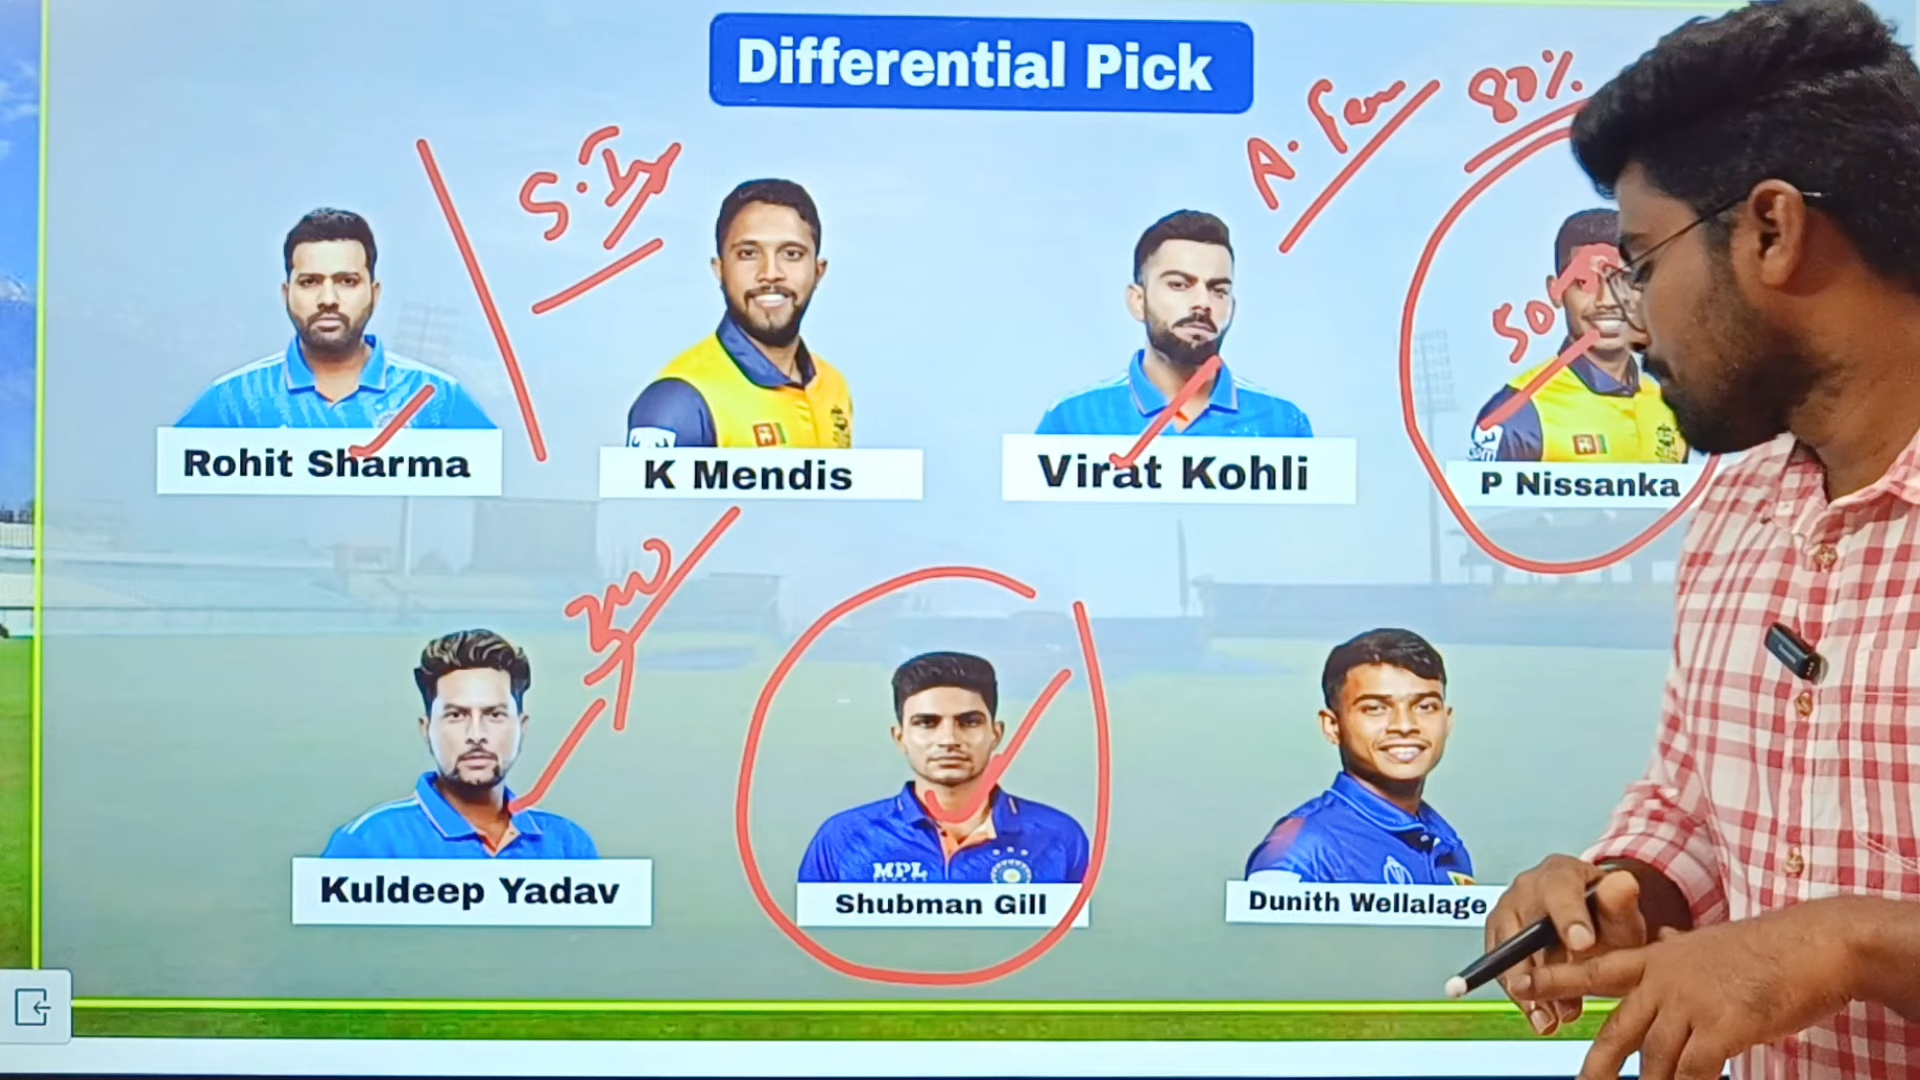 Differential Pick
80%
50
Rohit Sharma
K Mendis
Virat Kohli
P Nissanka
MPL
Kuldeep Yadav
Shubman Gill
Dunith Wellalage